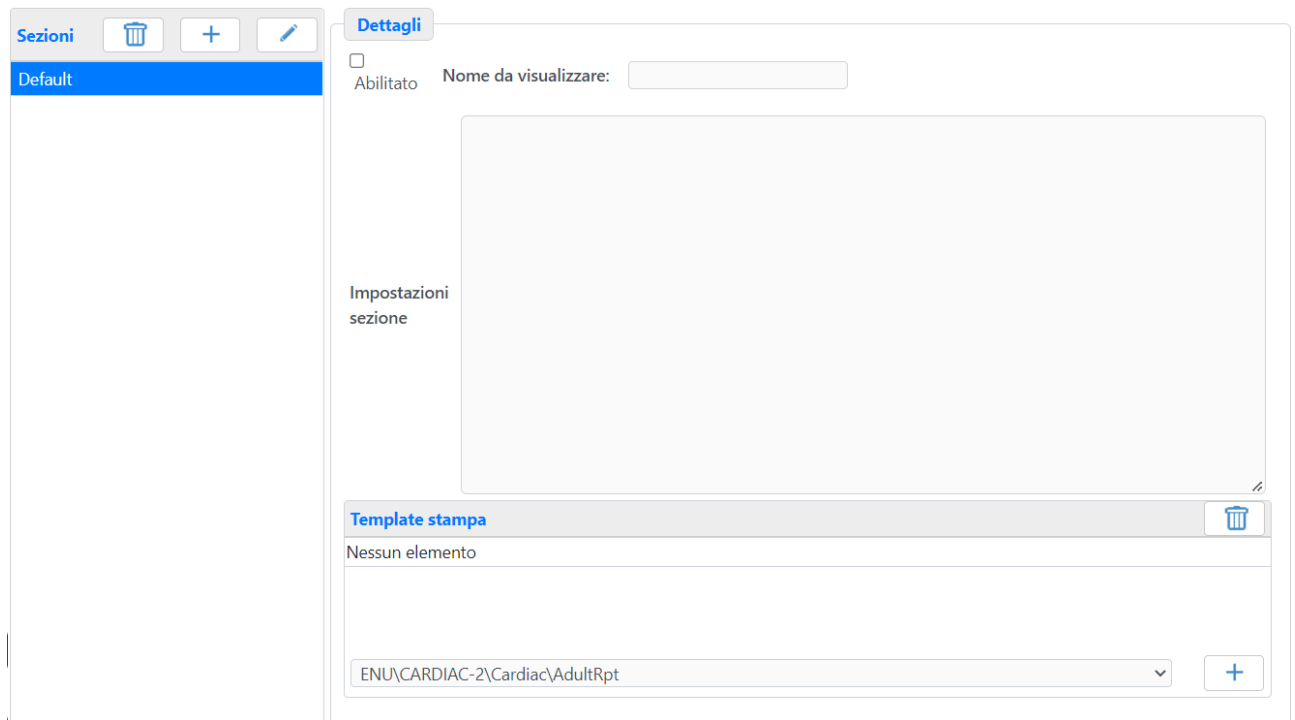 Sezioni
Default
Dettagli
Abilitato
Nome da visualizzare:
Impostazioni
sezione
Template stampa
Nessun elemento
ENU\CARDIAC-2\Cardiac\AdultRpt